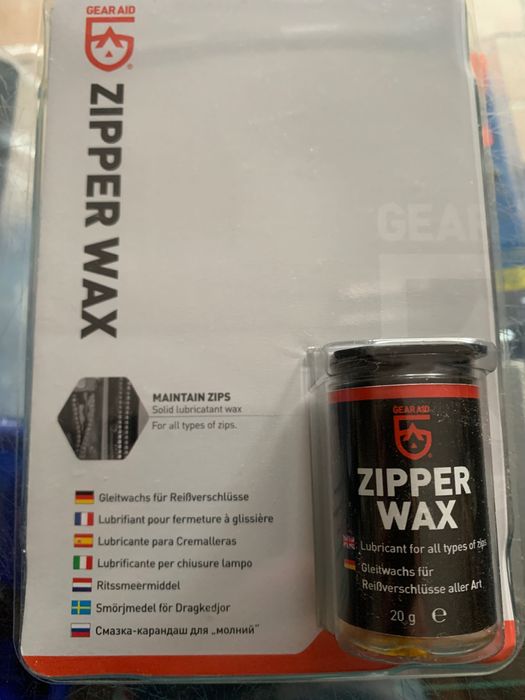 GEAR AID
ZIPPER WAX
GEAR
MAINTAIN ZIPS
Solid lubricatant wax
For all types of zips.
Gleitwachs für Reißverschlüsse
Lubrifiant pour fermeture à glissière
Lubricante para Cremalleras
Lubrificante per chiusure lampo
Ritssmeermiddel
Smörjmedel för Dragkedjor
Смазка-карандаш для „молний"
GEAR AID
ZIPPER
WAX
Lubricant for all types of zips
Gleitwachs für
Reißverschlüsse aller Art
20 g ℮